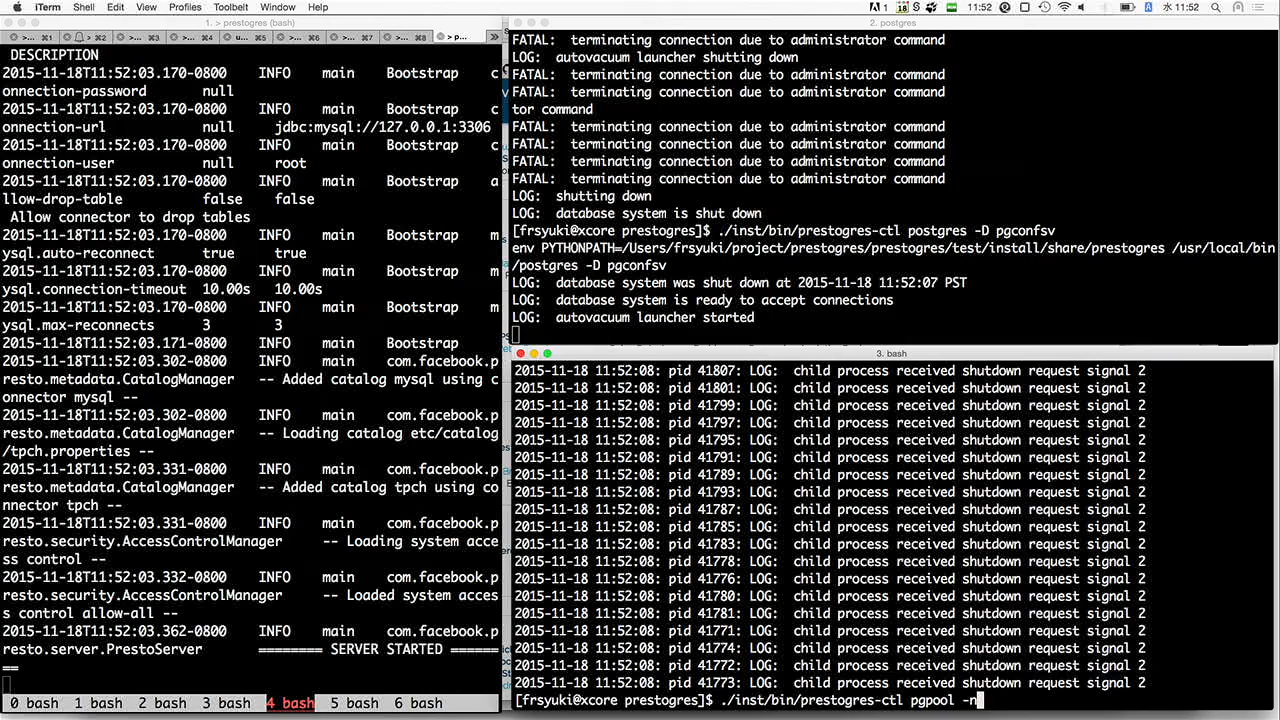 iTerm Shell Edit View Profiles Toolbelt Window Help 1 18 11:52 A 水 11:52
1. > prestogres (bash)
>... ⌘1 >... ⌘2 >... ⌘3 >... ⌘4 u... ⌘5 >... ⌘6 >... ⌘7 >... ⌘8 > p...
DESCRIPTION
2015-11-18T11:52:03.170-0800 INFO main Bootstrap c
onnection-password null
2015-11-18T11:52:03.170-0800 INFO main Bootstrap c
onnection-url null jdbc:mysql://127.0.0.1:3306
2015-11-18T11:52:03.170-0800 INFO main Bootstrap c
onnection-user null root
2015-11-18T11:52:03.170-0800 INFO main Bootstrap a
llow-drop-table false false
Allow connector to drop tables
2015-11-18T11:52:03.170-0800 INFO main Bootstrap m
ysql.auto-reconnect true true
2015-11-18T11:52:03.170-0800 INFO main Bootstrap m
ysql.connection-timeout 10.00s 10.00s
2015-11-18T11:52:03.170-0800 INFO main Bootstrap m
ysql.max-reconnects 3 3
2015-11-18T11:52:03.171-0800 INFO main Bootstrap
2015-11-18T11:52:03.302-0800 INFO main com.facebook.p
resto.metadata.CatalogManager -- Added catalog mysql using c
onnector mysql --
2015-11-18T11:52:03.302-0800 INFO main com.facebook.p
resto.metadata.CatalogManager -- Loading catalog etc/catalog
/tpch.properties --
2015-11-18T11:52:03.331-0800 INFO main com.facebook.p
resto.metadata.CatalogManager -- Added catalog tpch using co
nnector tpch --
2015-11-18T11:52:03.331-0800 INFO main com.facebook.p
resto.security.AccessControlManager -- Loading system acce
ss control --
2015-11-18T11:52:03.332-0800 INFO main com.facebook.p
resto.security.AccessControlManager -- Loaded system acces
s control allow-all --
2015-11-18T11:52:03.362-0800 INFO main com.facebook.p
resto.server.PrestoServer ======== SERVER STARTED ======
==
0 bash 1 bash 2 bash 3 bash 4 bash 5 bash 6 bash
2. postgres
FATAL: terminating connection due to administrator command
LOG: autovacuum launcher shutting down
FATAL: terminating connection due to administrator command
FATAL: terminating connection due to administrator command
tor command
FATAL: terminating connection due to administrator command
FATAL: terminating connection due to administrator command
FATAL: terminating connection due to administrator command
FATAL: terminating connection due to administrator command
LOG: shutting down
LOG: database system is shut down
[frsyuki@xcore prestogres]$ ./inst/bin/prestogres-ctl postgres -D pgconfsv
env PYTHONPATH=/Users/frsyuki/project/prestogres/prestogres/test/install/share/prestogres /usr/local/bin
/postgres -D pgconfsv
LOG: database system was shut down at 2015-11-18 11:52:07 PST
LOG: database system is ready to accept connections
LOG: autovacuum launcher started
3. bash
2015-11-18 11:52:08: pid 41807: LOG: child process received shutdown request signal 2
2015-11-18 11:52:08: pid 41801: LOG: child process received shutdown request signal 2
2015-11-18 11:52:08: pid 41799: LOG: child process received shutdown request signal 2
2015-11-18 11:52:08: pid 41797: LOG: child process received shutdown request signal 2
2015-11-18 11:52:08: pid 41795: LOG: child process received shutdown request signal 2
2015-11-18 11:52:08: pid 41791: LOG: child process received shutdown request signal 2
2015-11-18 11:52:08: pid 41789: LOG: child process received shutdown request signal 2
2015-11-18 11:52:08: pid 41793: LOG: child process received shutdown request signal 2
2015-11-18 11:52:08: pid 41787: LOG: child process received shutdown request signal 2
2015-11-18 11:52:08: pid 41785: LOG: child process received shutdown request signal 2
2015-11-18 11:52:08: pid 41783: LOG: child process received shutdown request signal 2
2015-11-18 11:52:08: pid 41778: LOG: child process received shutdown request signal 2
2015-11-18 11:52:08: pid 41776: LOG: child process received shutdown request signal 2
2015-11-18 11:52:08: pid 41780: LOG: child process received shutdown request signal 2
2015-11-18 11:52:08: pid 41781: LOG: child process received shutdown request signal 2
2015-11-18 11:52:08: pid 41771: LOG: child process received shutdown request signal 2
2015-11-18 11:52:08: pid 41774: LOG: child process received shutdown request signal 2
2015-11-18 11:52:08: pid 41772: LOG: child process received shutdown request signal 2
2015-11-18 11:52:08: pid 41773: LOG: child process received shutdown request signal 2
[frsyuki@xcore prestogres]$ ./inst/bin/prestogres-ctl pgpool -n